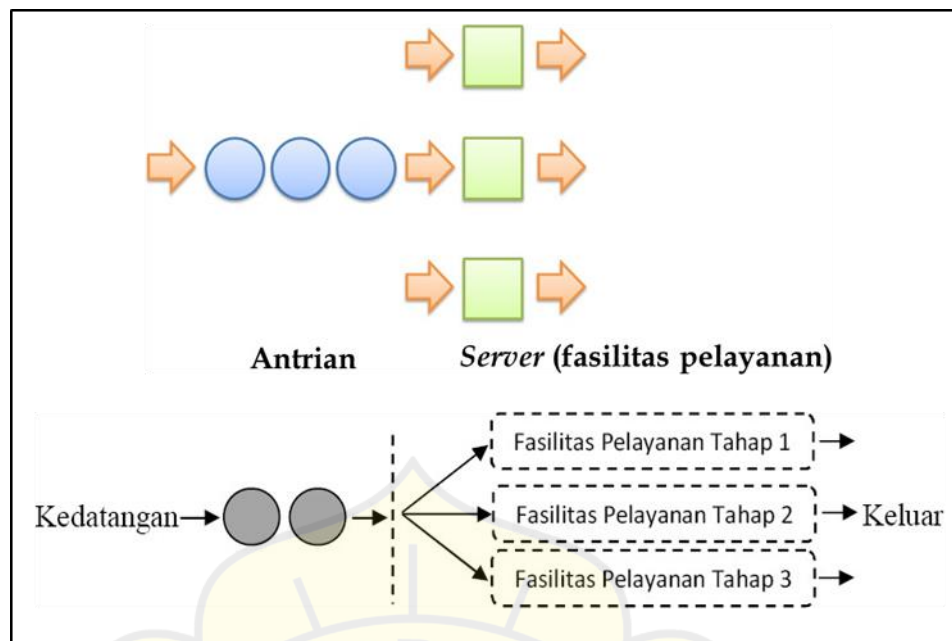 Antrian
Server (fasilitas pelayanan)
Fasilitas Pelayanan Tahap 1
Kedatangan
Fasilitas Pelayanan Tahap 2
Keluar
Fasilitas Pelayanan Tahap 3